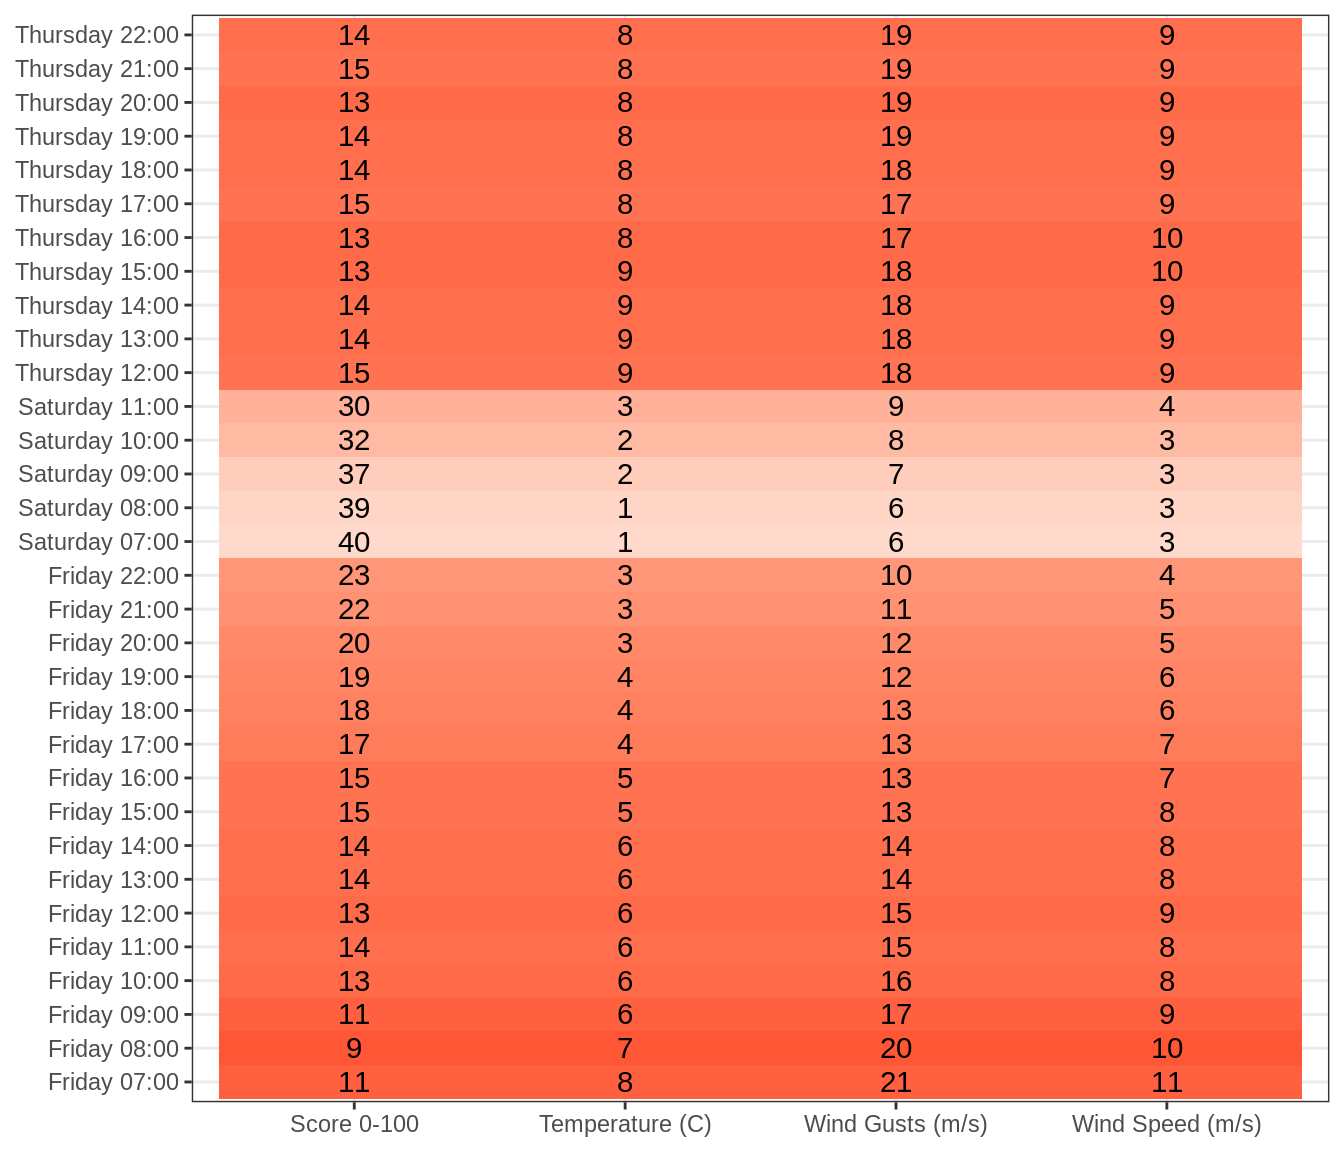 Thursday 22:00 14 8 19 9
Thursday 21:00 15 8 19 9
Thursday 20:00 13 8 19 9
Thursday 19:00 14 8 19 9
Thursday 18:00 14 8 18 9
Thursday 17:00 15 8 17 9
Thursday 16:00 13 8 17 10
Thursday 15:00 13 9 18 10
Thursday 14:00 14 9 18 9
Thursday 13:00 14 9 18 9
Thursday 12:00 15 9 18 9
Saturday 11:00 30 3 9 4
Saturday 10:00 32 2 8 3
Saturday 09:00 37 2 7 3
Saturday 08:00 39 1 6 3
Saturday 07:00 40 1 6 3
Friday 22:00 23 3 10 4
Friday 21:00 22 3 11 5
Friday 20:00 20 3 12 5
Friday 19:00 19 4 12 6
Friday 18:00 18 4 13 6
Friday 17:00 17 4 13 7
Friday 16:00 15 5 13 7
Friday 15:00 15 5 13 8
Friday 14:00 14 6 14 8
Friday 13:00 14 6 14 8
Friday 12:00 13 6 15 9
Friday 11:00 14 6 15 8
Friday 10:00 13 6 16 8
Friday 09:00 11 6 17 9
Friday 08:00 9 7 20 10
Friday 07:00 11 8 21 11
Score 0-100 Temperature (C) Wind Gusts (m/s) Wind Speed (m/s)